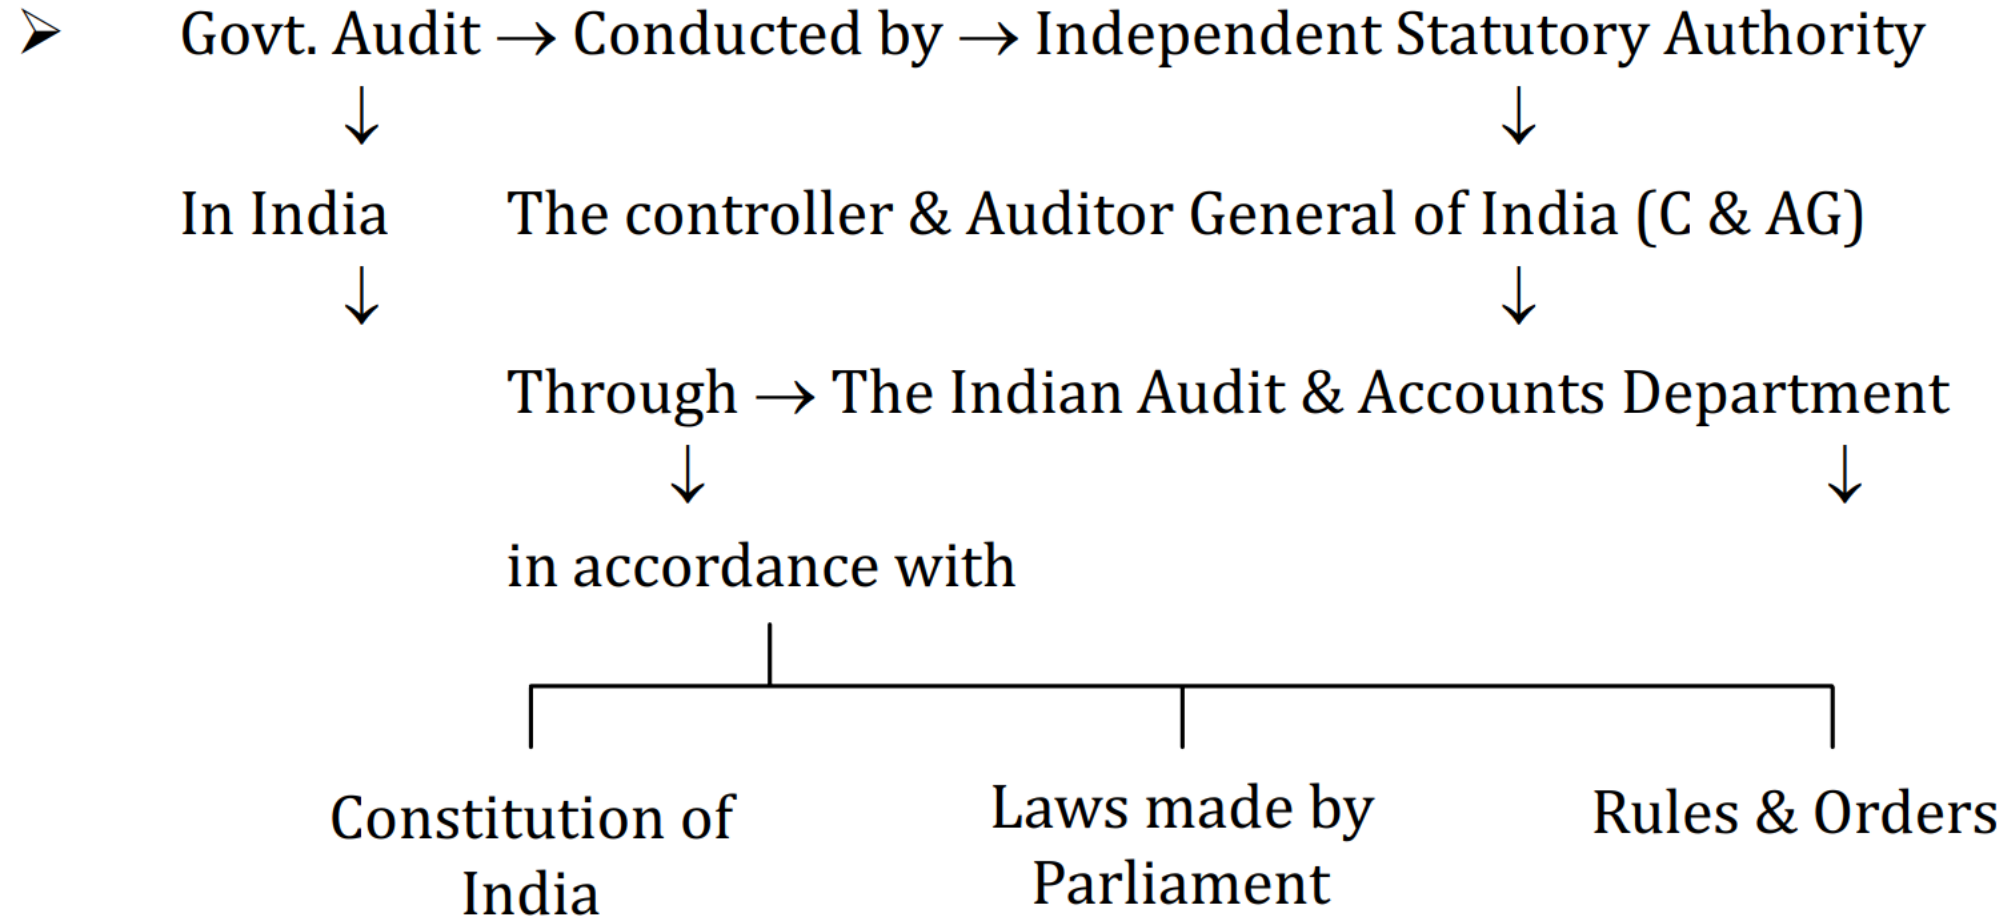 ➢ Govt. Audit → Conducted by → Independent Statutory Authority
↓ ↓
In India The controller & Auditor General of India (C & AG)
↓ ↓
Through → The Indian Audit & Accounts Department
↓ ↓
in accordance with
Constitution of
India
Laws made by
Parliament
Rules & Orders